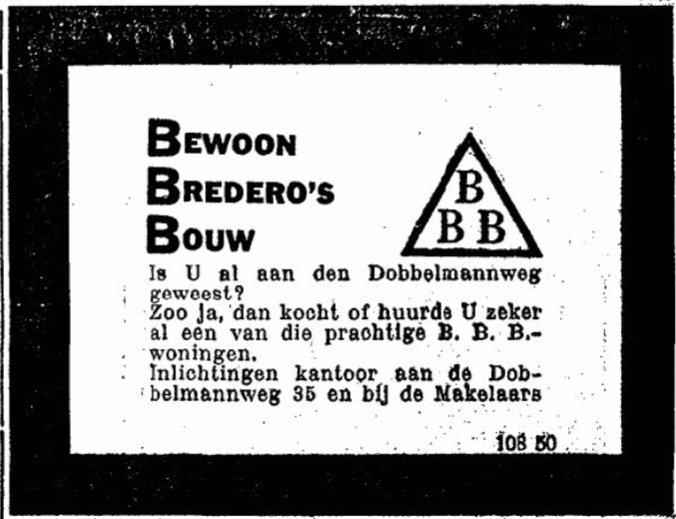 BEWOON
BREDERO'S
BOUW
B
B B
Is U al aan den Dobbelmannweg
geweest?
Zoo ja, dan kocht of huurde U zeker
al een van die prachtige B. B. B.-
woningen.
Inlichtingen kantoor aan de Dob-
belmannweg 35 en bij de Makelaars
108 50